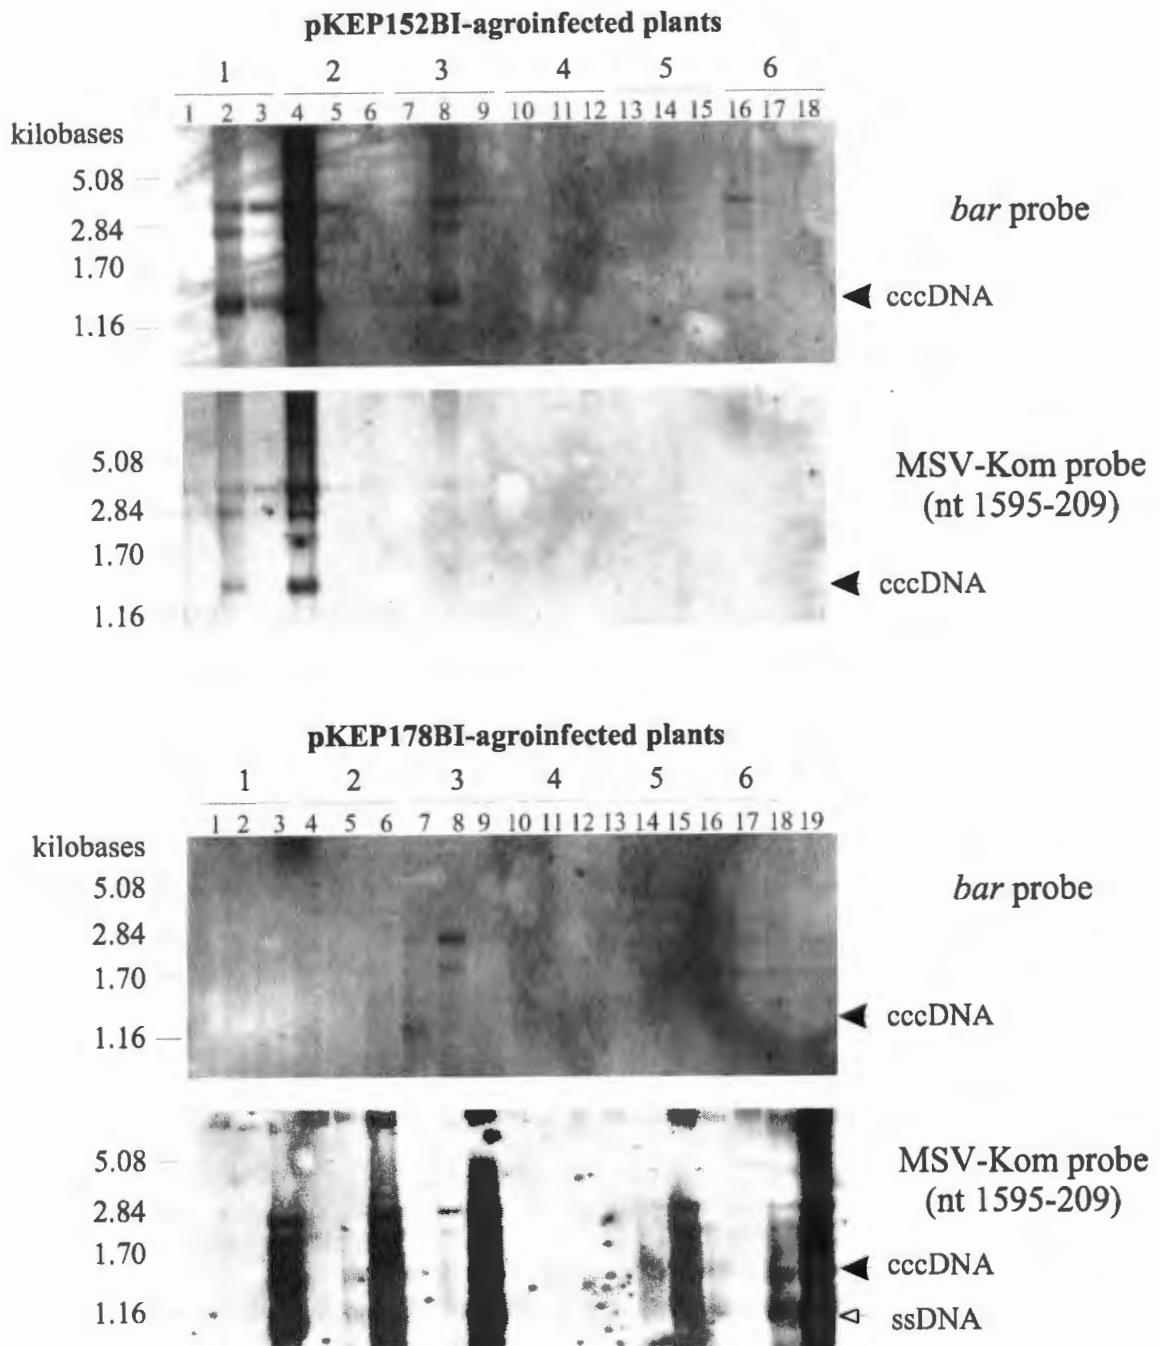 pKEP152BI-agroinfected plants
1 2 3 4 5 6
1 2 3 4 5 6 7 8 9 10 11 12 13 14 15 16 17 18
kilobases
5.08
2.84
1.70
1.16
bar probe
cccDNA
5.08
2.84
1.70
1.16
MSV-Kom probe
(nt 1595-209)
cccDNA
pKEP178BI-agroinfected plants
1 2 3 4 5 6
1 2 3 4 5 6 7 8 9 10 11 12 13 14 15 16 17 18 19
kilobases
5.08
2.84
1.70
1.16
bar probe
cccDNA
5.08
2.84
1.70
1.16
MSV-Kom probe
(nt 1595-209)
cccDNA
ssDNA